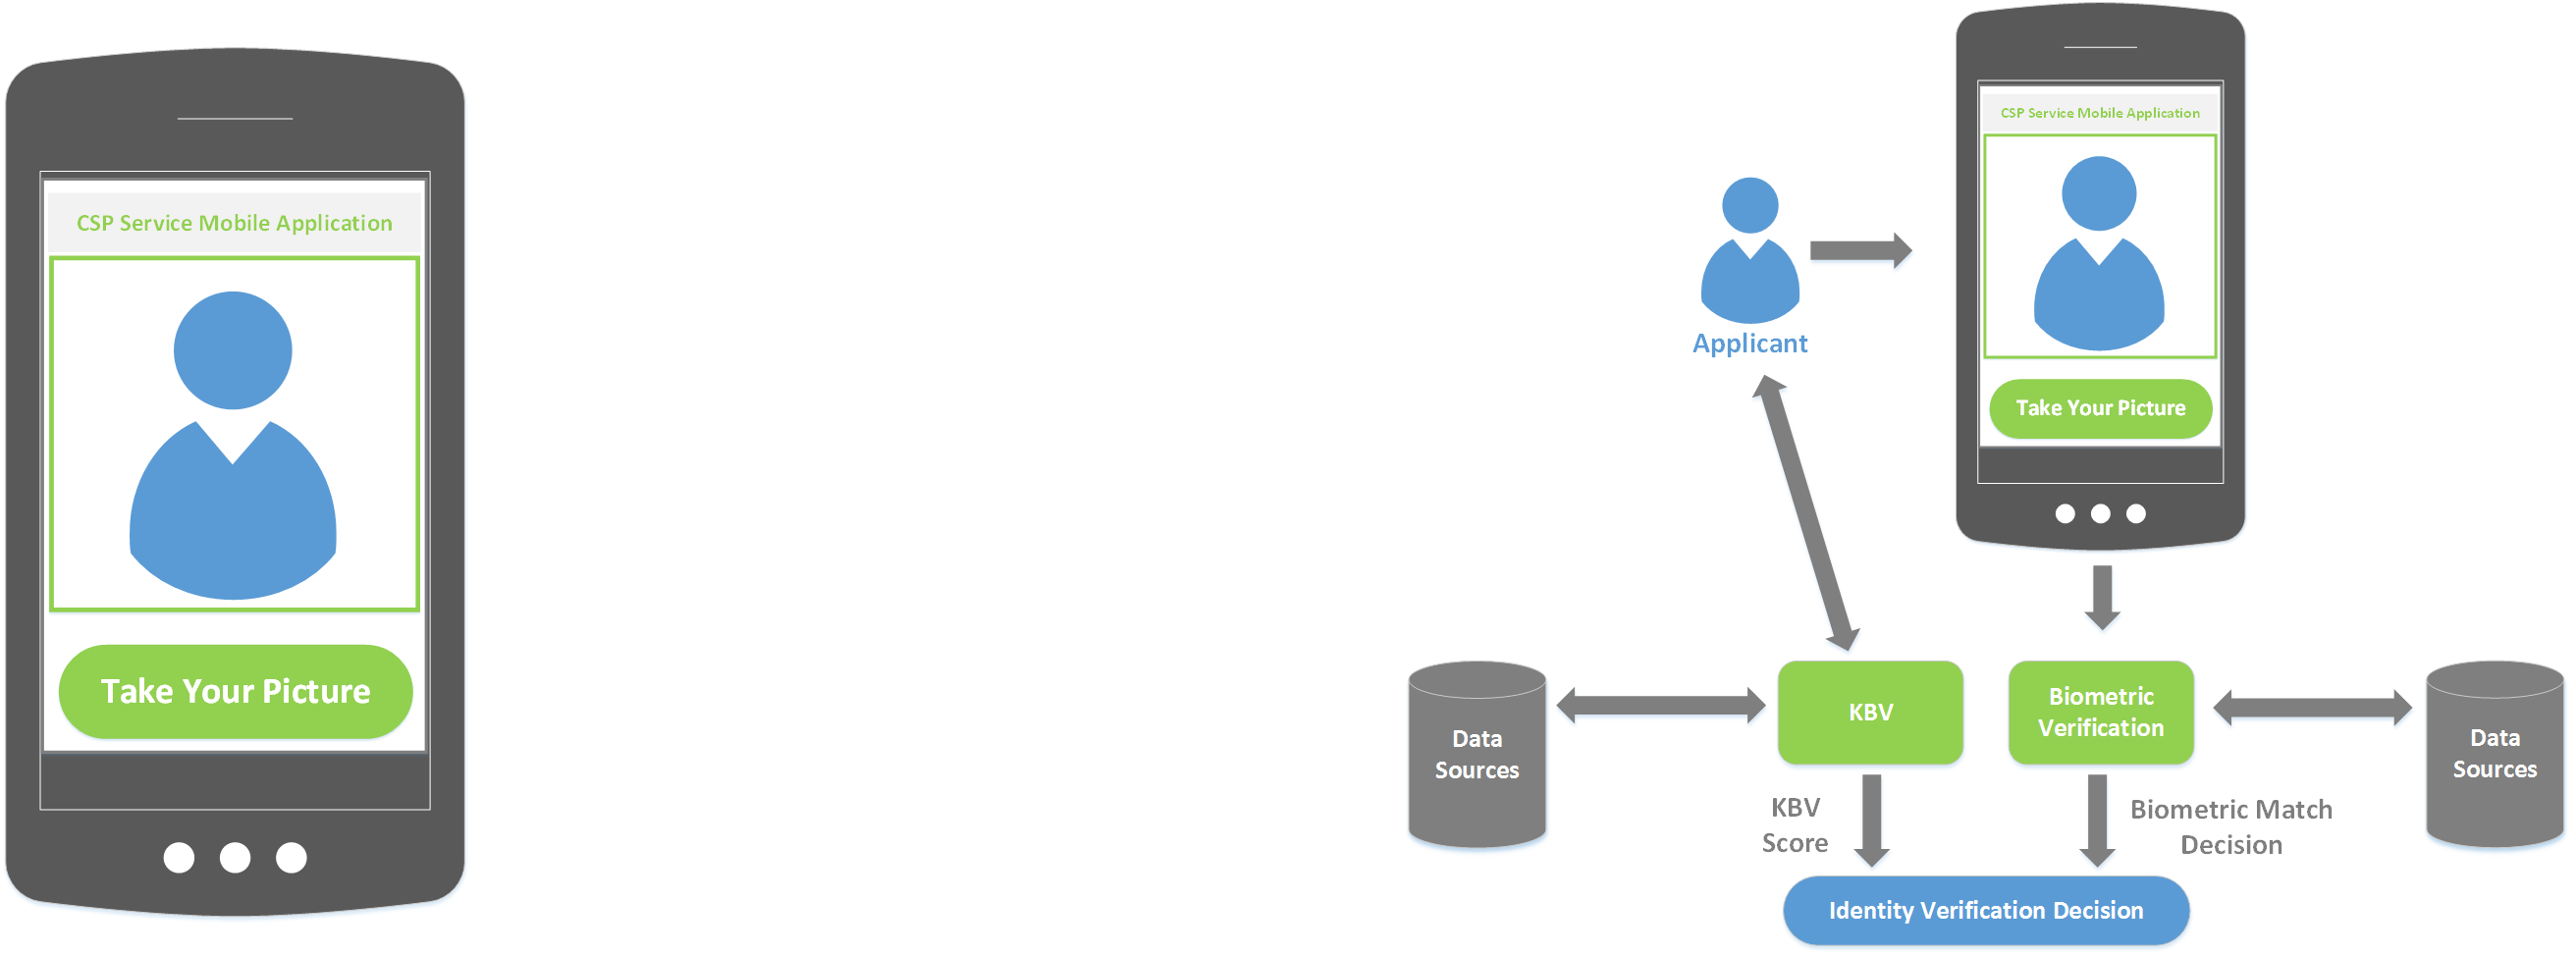 CSP Service Mobile Application
Take Your Picture
CSP Service Mobile Application
Take Your Picture
Applicant
Data
Sources
KBV
Biometric
Verification
Data
Sources
KBV
Score
Biometric Match
Decision
Identity Verification Decision